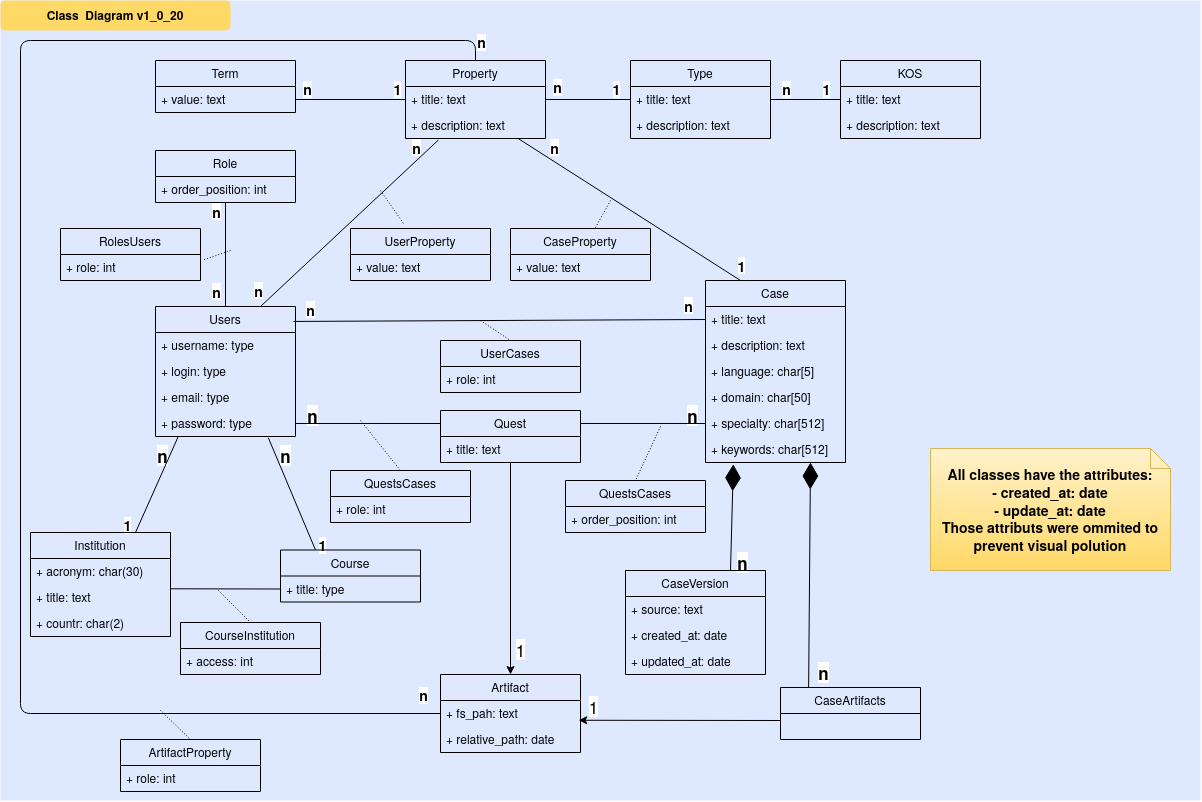 Class  Diagram v1_0_20
n
Term
+ value: text
n
1
Property
+ title: text
+ description: text
n
1
Type
+ title: text
+ description: text
n
1
KOS
+ title: text
+ description: text
n
n
Role
+ order_position: int
n
RolesUsers
+ role: int
n
UserProperty
+ value: text
CaseProperty
+ value: text
n
1
Users
+ username: type
+ login: type
+ email: type
+ password: type
n
n
UserCases
+ role: int
Case
+ title: text
+ description: text
+ language: char[5]
+ domain: char[50]
+ specialty: char[512]
+ keywords: char[512]
n
Quest
+ title: text
n
n
n
QuestsCases
+ role: int
QuestsCases
+ order_position: int
All classes have the attributes:
- created_at: date
- update_at: date
Those attributs were ommited to
prevent visual polution
1
Institution
+ acronym: char(30)
+ title: text
+ countr: char(2)
1
Course
+ title: type
CourseInstitution
+ access: int
n
CaseVersion
+ source: text
+ created_at: date
+ updated_at: date
1
n
n
Artifact
+ fs_pah: text
+ relative_path: date
1
CaseArtifacts
ArtifactProperty
+ role: int